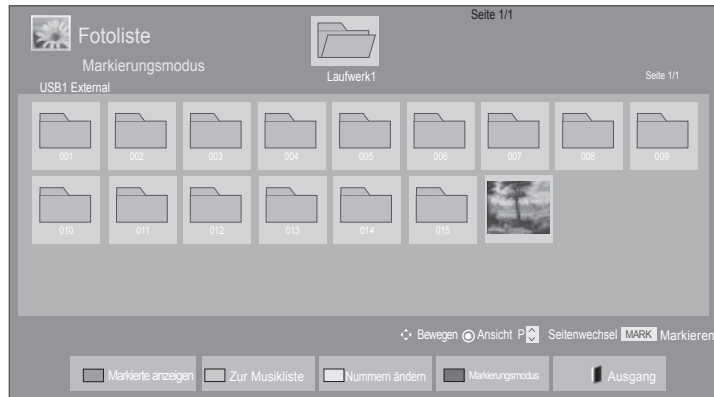 Seite 1/1
Fotoliste
Markierungsmodus
Laufwerk1
USB1 External
Seite 1/1
001 002 003 004 005 006 007 008 009
010 011 012 013 014 015
Bewegen Ansicht P Seitenwechsel MARK Markieren
Markierte anzeigen Zur Musikliste Nummern ändern Markierungsmodus Ausgang